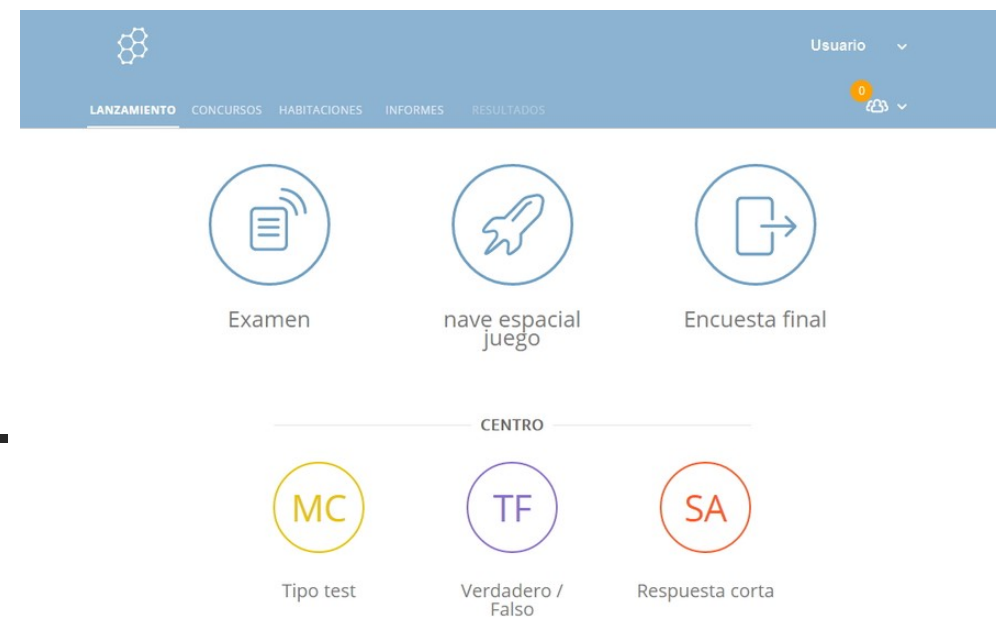 Usuario
LANZAMIENTO CONCURSOS HABITACIONES INFORMES RESULTADOS
0
Examen
nave espacial
juego
Encuesta final
CENTRO
MC
TF
SA
Tipo test
Verdadero /
Falso
Respuesta corta